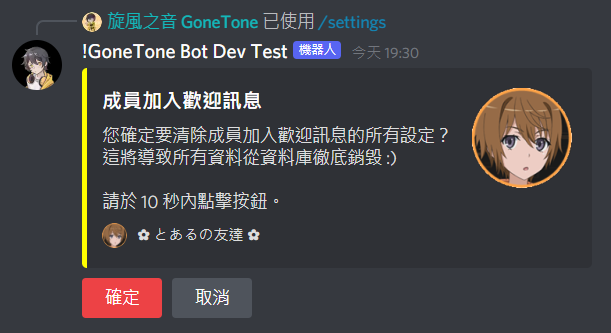 旋風之音 GoneTone 已使用 /settings
!GoneTone Bot Dev Test 機器人 今天 19:30
成員加入歡迎訊息
您確定要清除成員加入歡迎訊息的所有設定？
這將導致所有資料從資料庫徹底銷毀 :)
請於 10 秒內點擊按鈕。
✿ とあるの友達 ✿
確定
取消